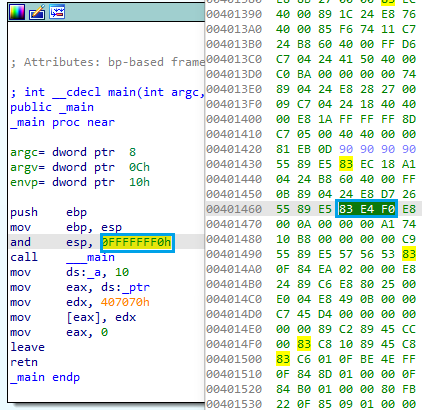 ; Attributes: bp-based frame
; int __cdecl main(int argc,
public _main
_main proc near
argc= dword ptr  8
argv= dword ptr  0Ch
envp= dword ptr  10h
push    ebp
mov     ebp, esp
and     esp, 0FFFFFFF0h
call    ___main
mov     ds:_a, 10
mov     eax, ds:_ptr
mov     edx, 407070h
mov     [eax], edx
mov     eax, 0
leave
retn
_main endp
00401390 40 00 89 1C 24 E8 76
004013A0 40 00 85 F6 74 11 C7
004013B0 24 B8 60 40 00 FF D6
004013C0 C7 04 24 41 50 40 00
004013D0 C0 BA 00 00 00 00 74
004013E0 89 04 24 E8 28 27 00
004013F0 09 C7 04 24 18 40 40
00401400 00 E8 1A FF FF FF 8D
00401410 C7 05 00 40 40 00 00
00401420 81 EB 0D 90 90 90 90
00401430 55 89 E5 83 EC 18 A1
00401440 04 24 B8 60 40 00 FF
00401450 0B 89 04 24 E8 D7 26
00401460 55 89 E5 83 E4 F0 E8
00401470 00 0A 00 00 00 A1 74
00401480 10 B8 00 00 00 00 C9
00401490 55 89 E5 57 56 53 83
004014A0 0F 84 EA 02 00 00 E8
004014B0 24 89 C6 E8 80 25 00
004014C0 E0 04 E8 49 0B 00 00
004014D0 C7 45 D4 00 00 00 00
004014E0 00 00 89 C2 89 45 CC
004014F0 00 83 C8 10 89 45 C8
00401500 83 C6 01 0F BE 4E FF
00401510 0F 84 8D 01 00 00 0F
00401520 84 B0 01 00 00 80 FB
00401530 22 0F 85 09 01 00 00